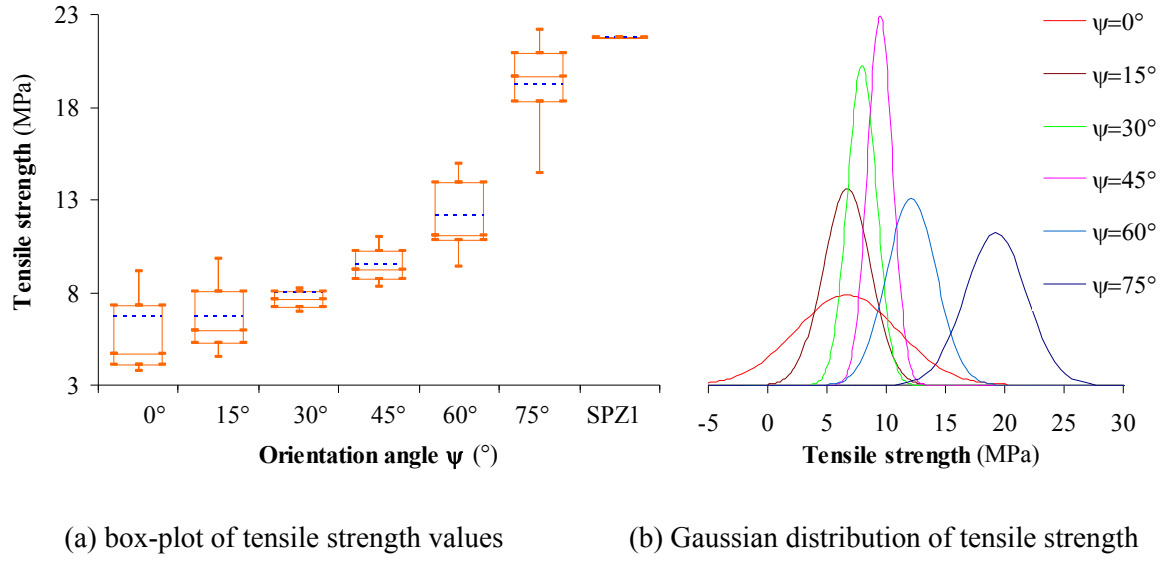 23
18
13
8
3
Tensile strength (MPa)
0° 15° 30° 45° 60° 75° SPZ1
Orientation angle ψ (°)
ψ=0°
ψ=15°
ψ=30°
ψ=45°
ψ=60°
ψ=75°
-5 0 5 10 15 20 25 30
Tensile strength (MPa)
(a) box-plot of tensile strength values
(b) Gaussian distribution of tensile strength